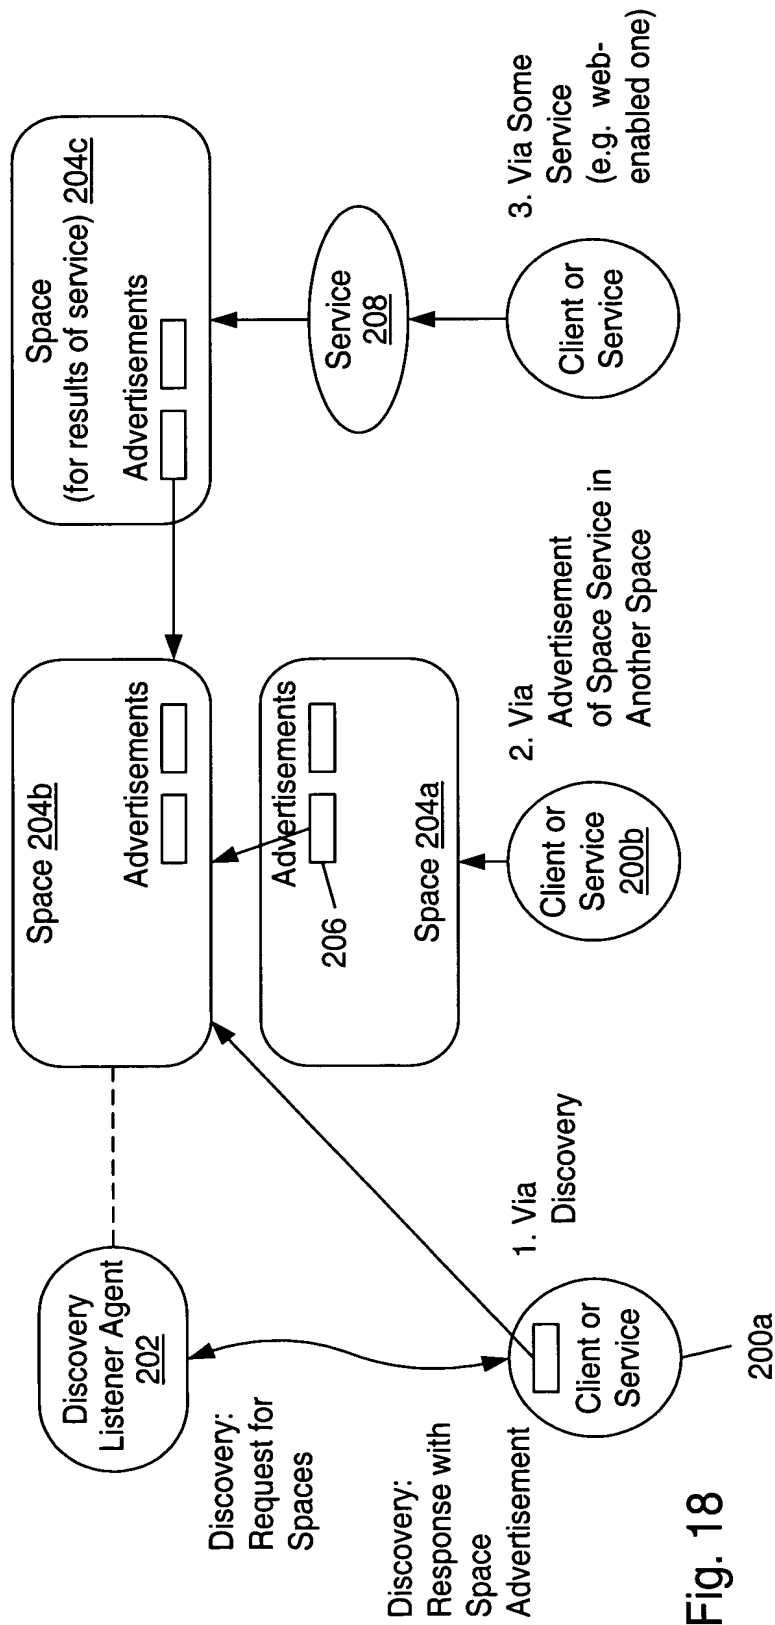 Discovery
Listener Agent
202
Space 204b
Advertisements
Space
(for results of service) 204c
Advertisements
Discovery:
Request for
Spaces
206
Advertisements
Space 204a
Service
208
Discovery:
Response with
Space
Advertisement
Client or
Service
200a
1. Via
Discovery
Client or
Service
200b
2. Via
Advertisement
of Space Service in
Another Space
Client or
Service
3. Via Some
Service
(e.g. web-
enabled one)
Fig. 18